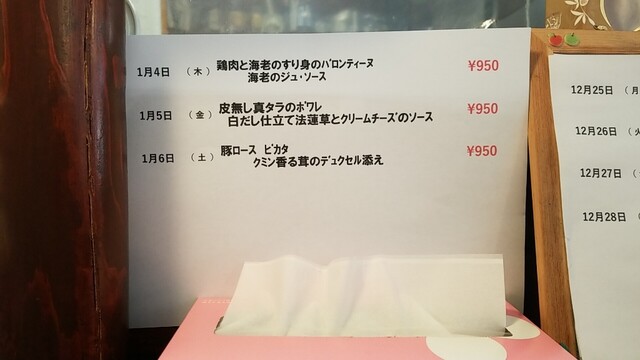 1月4日 （木） 鶏肉と海老のすり身のバロンティーヌ ¥950
海老のジュ・ソース
1月5日 （金） 皮無し真タラのポワレ ¥950
白だし仕立て法蓮草とクリームチーズのソース
1月6日 （土） 豚ロース ピカタ ¥950
クミン香る茸のデュクセル添え
12月25日 （月
12月26日 （火
12月27日 （
12月28日 （